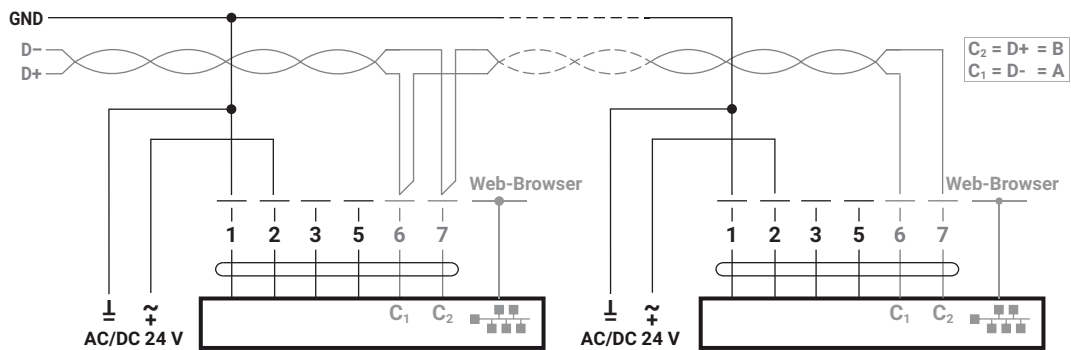 GND
D–
D+
C₂ = D+ = B
C₁ = D- = A
Web-Browser
Web-Browser
1 2 3 5 6 7
1 2 3 5 6 7
⊥ ~
= +
C₁ C₂
AC/DC 24 V
⊥ ~
= +
C₁ C₂
AC/DC 24 V